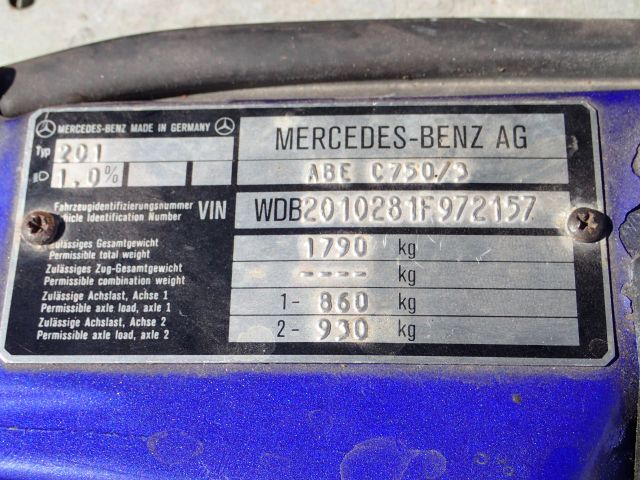 MERCEDES-BENZ MADE IN GERMANY
MERCEDES-BENZ AG
Typ 201
ABE C750/3
1,0%
Fahrzeugidentifizierungsnummer
Vehicle Identification Number
VIN
WDB2010281F972157
Zulässiges Gesamtgewicht
Permissible total weight
1790 kg
Zulässiges Zug-Gesamtgewicht
Permissible combination weight
---- kg
Zulässige Achslast, Achse 1
Permissible axle load, axle 1
1- 860 kg
Zulässige Achslast, Achse 2
Permissible axle load, axle 2
2- 930 kg